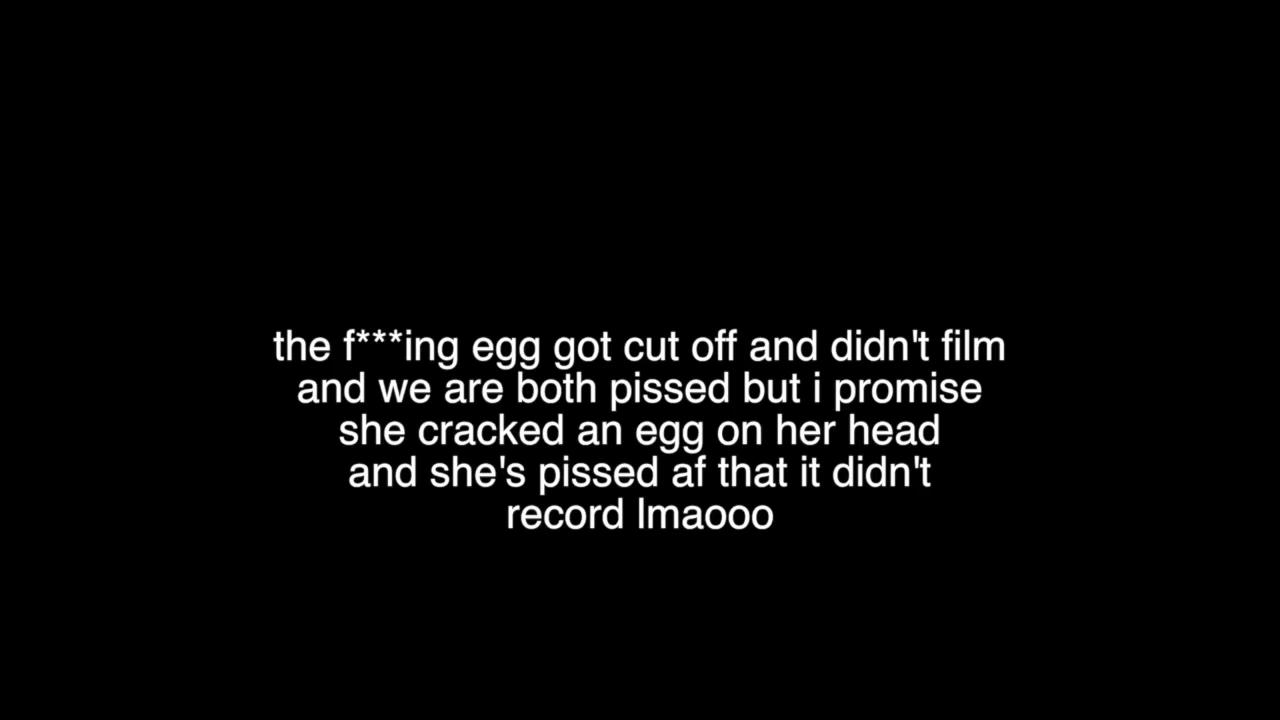 the f***ing egg got cut off and didn't film
and we are both pissed but i promise
she cracked an egg on her head
and she's pissed af that it didn't
record lmaooo